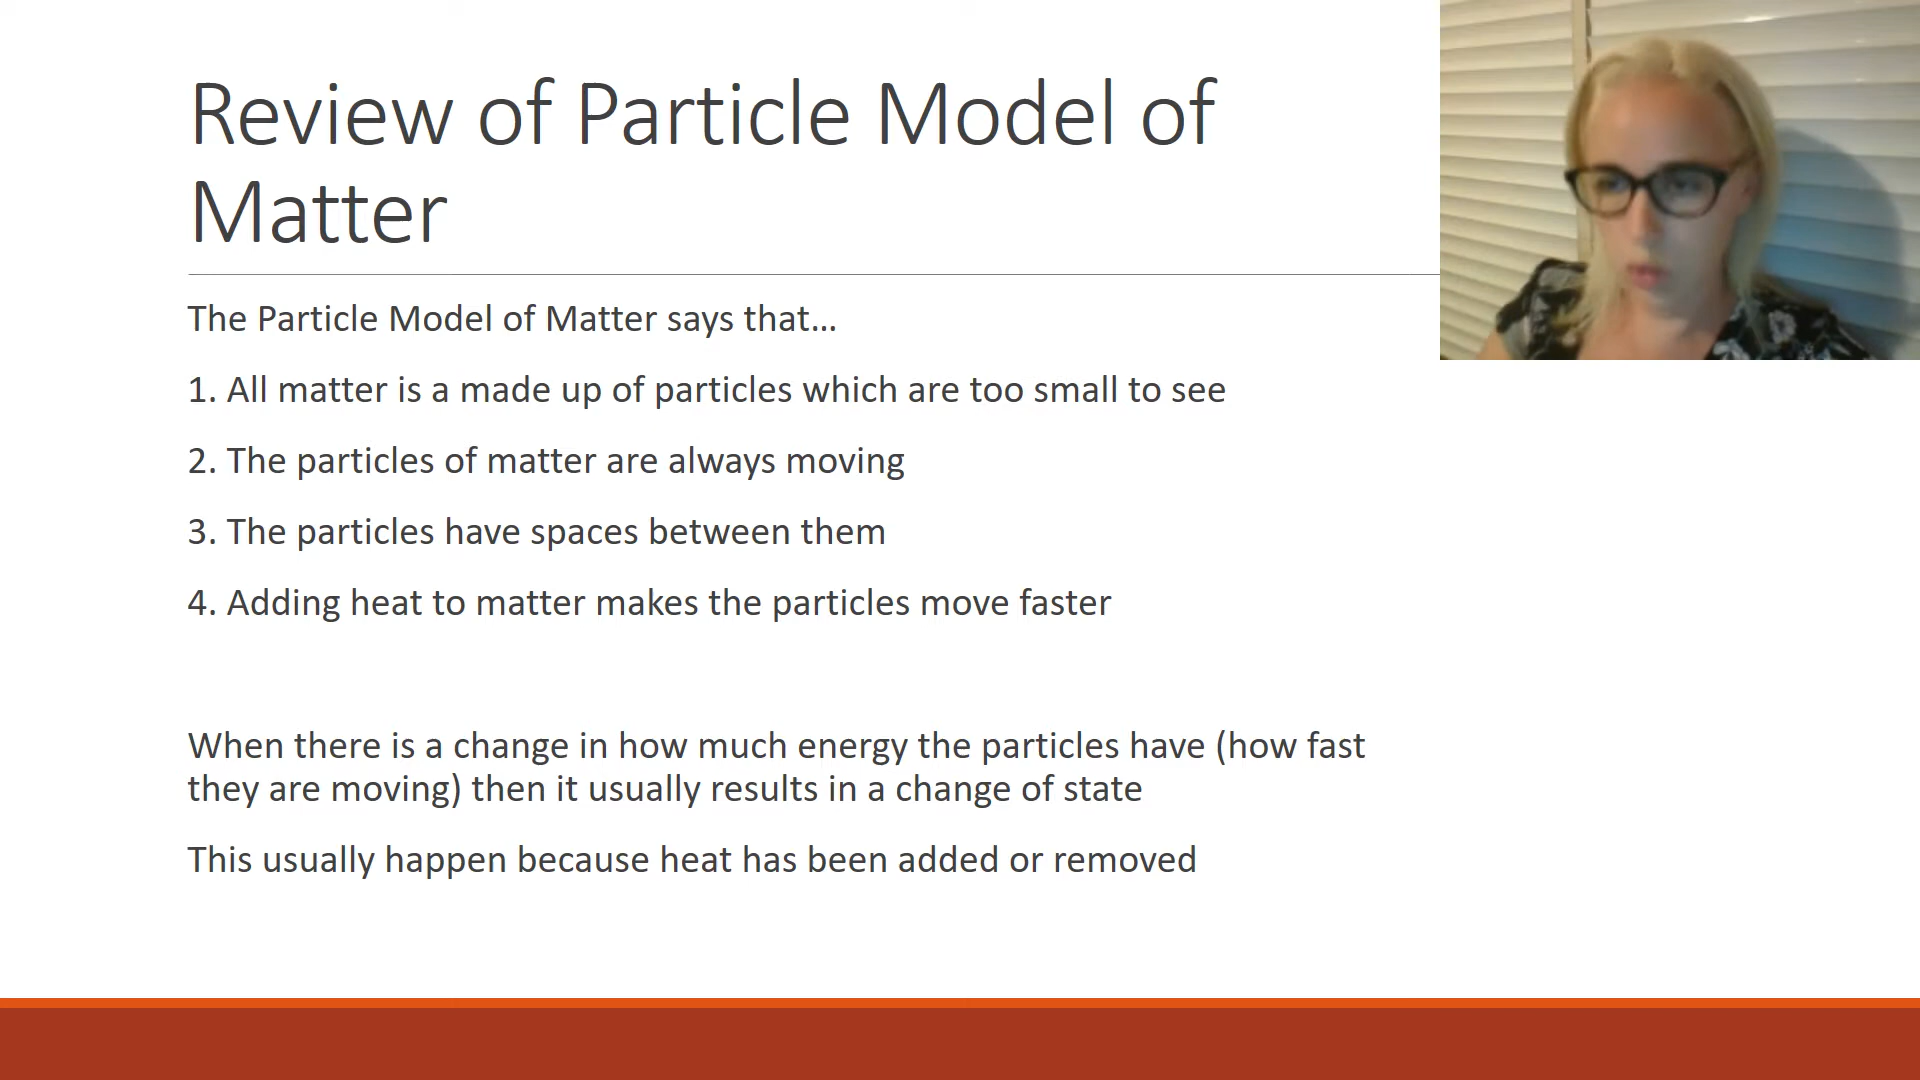 Review of Particle Model of
Matter
The Particle Model of Matter says that…
1. All matter is a made up of particles which are too small to see
2. The particles of matter are always moving
3. The particles have spaces between them
4. Adding heat to matter makes the particles move faster
When there is a change in how much energy the particles have (how fast
they are moving) then it usually results in a change of state
This usually happen because heat has been added or removed